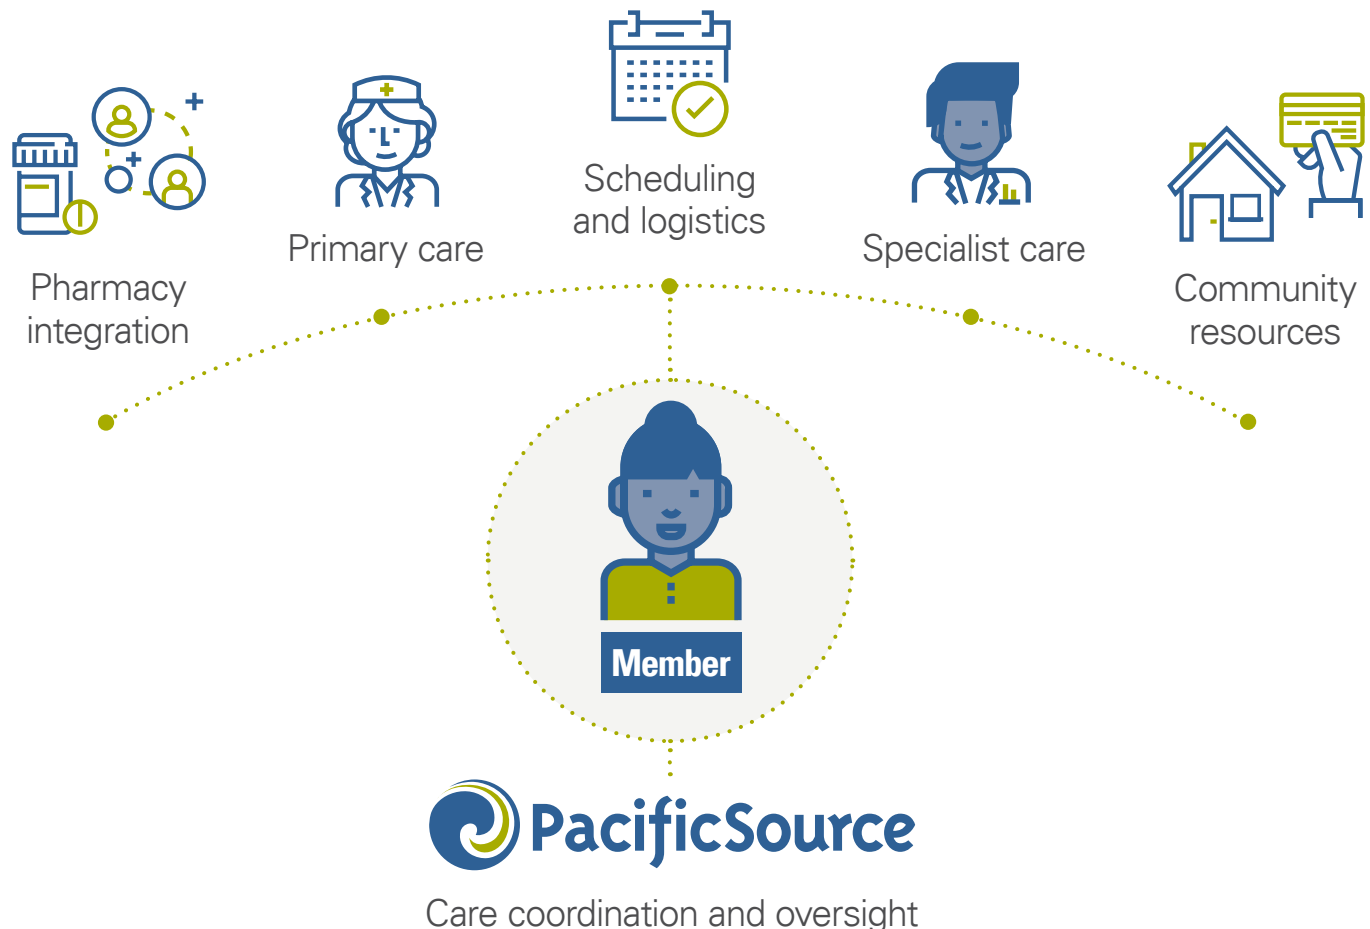 Pharmacy
integration
Primary care
Scheduling
and logistics
Specialist care
Community
resources
Member
PacificSource
Care coordination and oversight